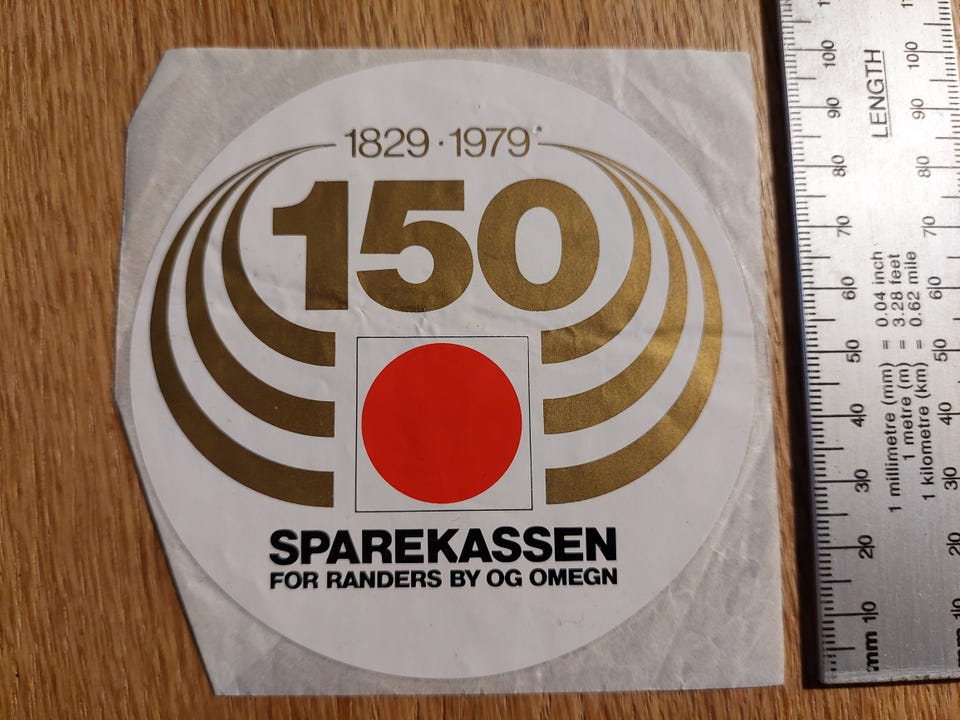 1829 · 1979
150
SPAREKASSEN
FOR RANDERS BY OG OMEGN
LENGTH
1 millimetre (mm) = 0.04 inch
1 metre (m) = 3.28 feet
1 kilometre (km) = 0.62 mile
100 100
90 90
80 80
70 70
60 60
50 50
40 40
30 30
20 20
mm 10 mm 10